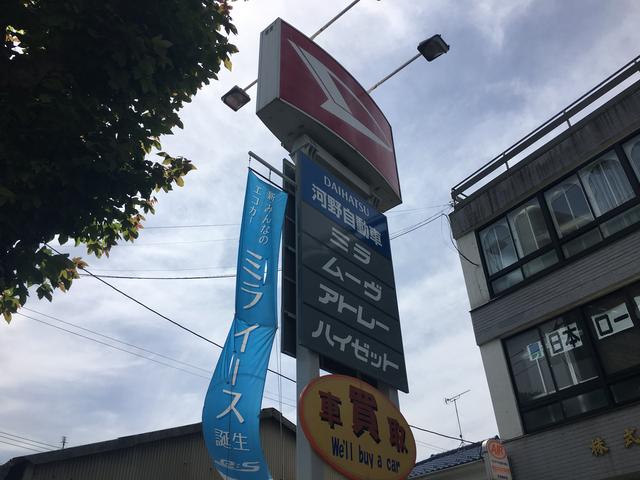 DAIHATSU
河野自動車
ミラ
ムーヴ
アトレー
ハイゼット
車買取
We'll buy a car
新みんなの
エコカー
ミライース
誕生
e:S
日本ロー
株式